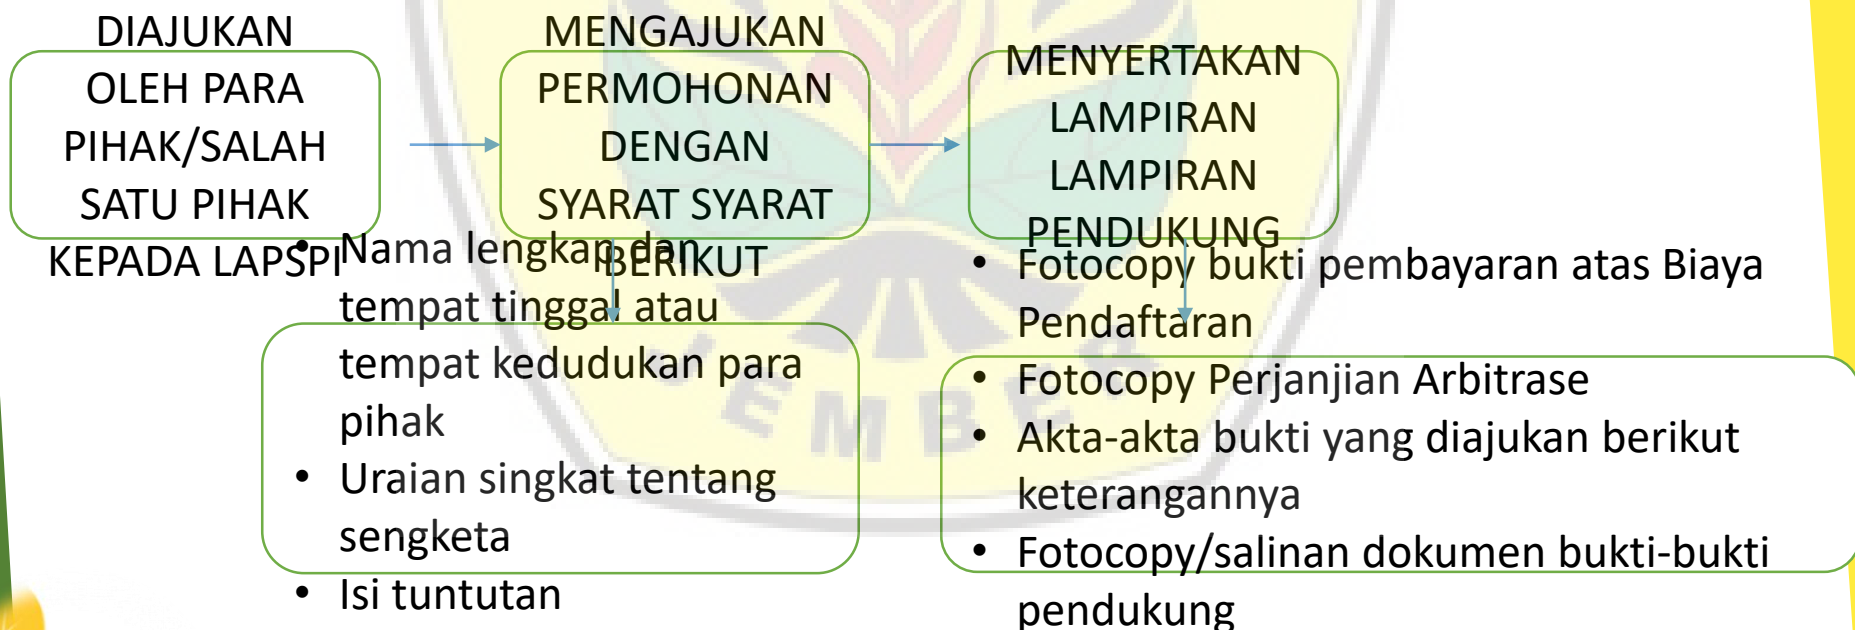 DIAJUKAN
OLEH PARA
PIHAK/SALAH
SATU PIHAK
KEPADA LAPSPI
MENGAJUKAN
PERMOHONAN
DENGAN
SYARAT SYARAT
BERIKUT
MENYERTAKAN
LAMPIRAN
LAMPIRAN
PENDUKUNG
• Nama lengkap dan
tempat tinggal atau
tempat kedudukan para
pihak
• Uraian singkat tentang
sengketa
• Isi tuntutan
• Fotocopy bukti pembayaran atas Biaya
Pendaftaran
• Fotocopy Perjanjian Arbitrase
• Akta-akta bukti yang diajukan berikut
keterangannya
• Fotocopy/salinan dokumen bukti-bukti
pendukung
JEMBER